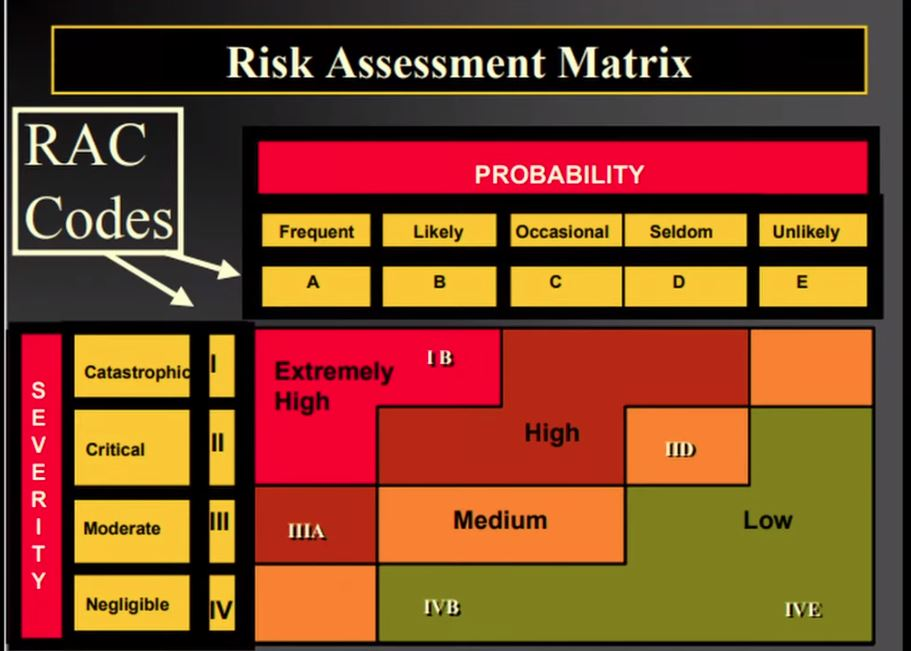 Risk Assessment Matrix
RAC
Codes
PROBABILITY
Frequent Likely Occasional Seldom Unlikely
A B C D E
SEVERITY
Catastrophic I
Critical II
Moderate III
Negligible IV
Extremely
High
I B
High
IID
IIIA
Medium
Low
IVB
IVE